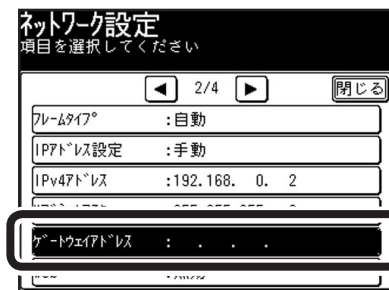 ネットワーク設定
項目を選択してください
◀ 2/4 ▶ 閉じる
ﾌﾚｰﾑﾀｲﾌﾟ :自動
IPｱﾄﾞﾚｽ設定 :手動
IPv4ｱﾄﾞﾚｽ :192.168. 0. 2
ｹﾞｰﾄｳｪｲｱﾄﾞﾚｽ : . . .